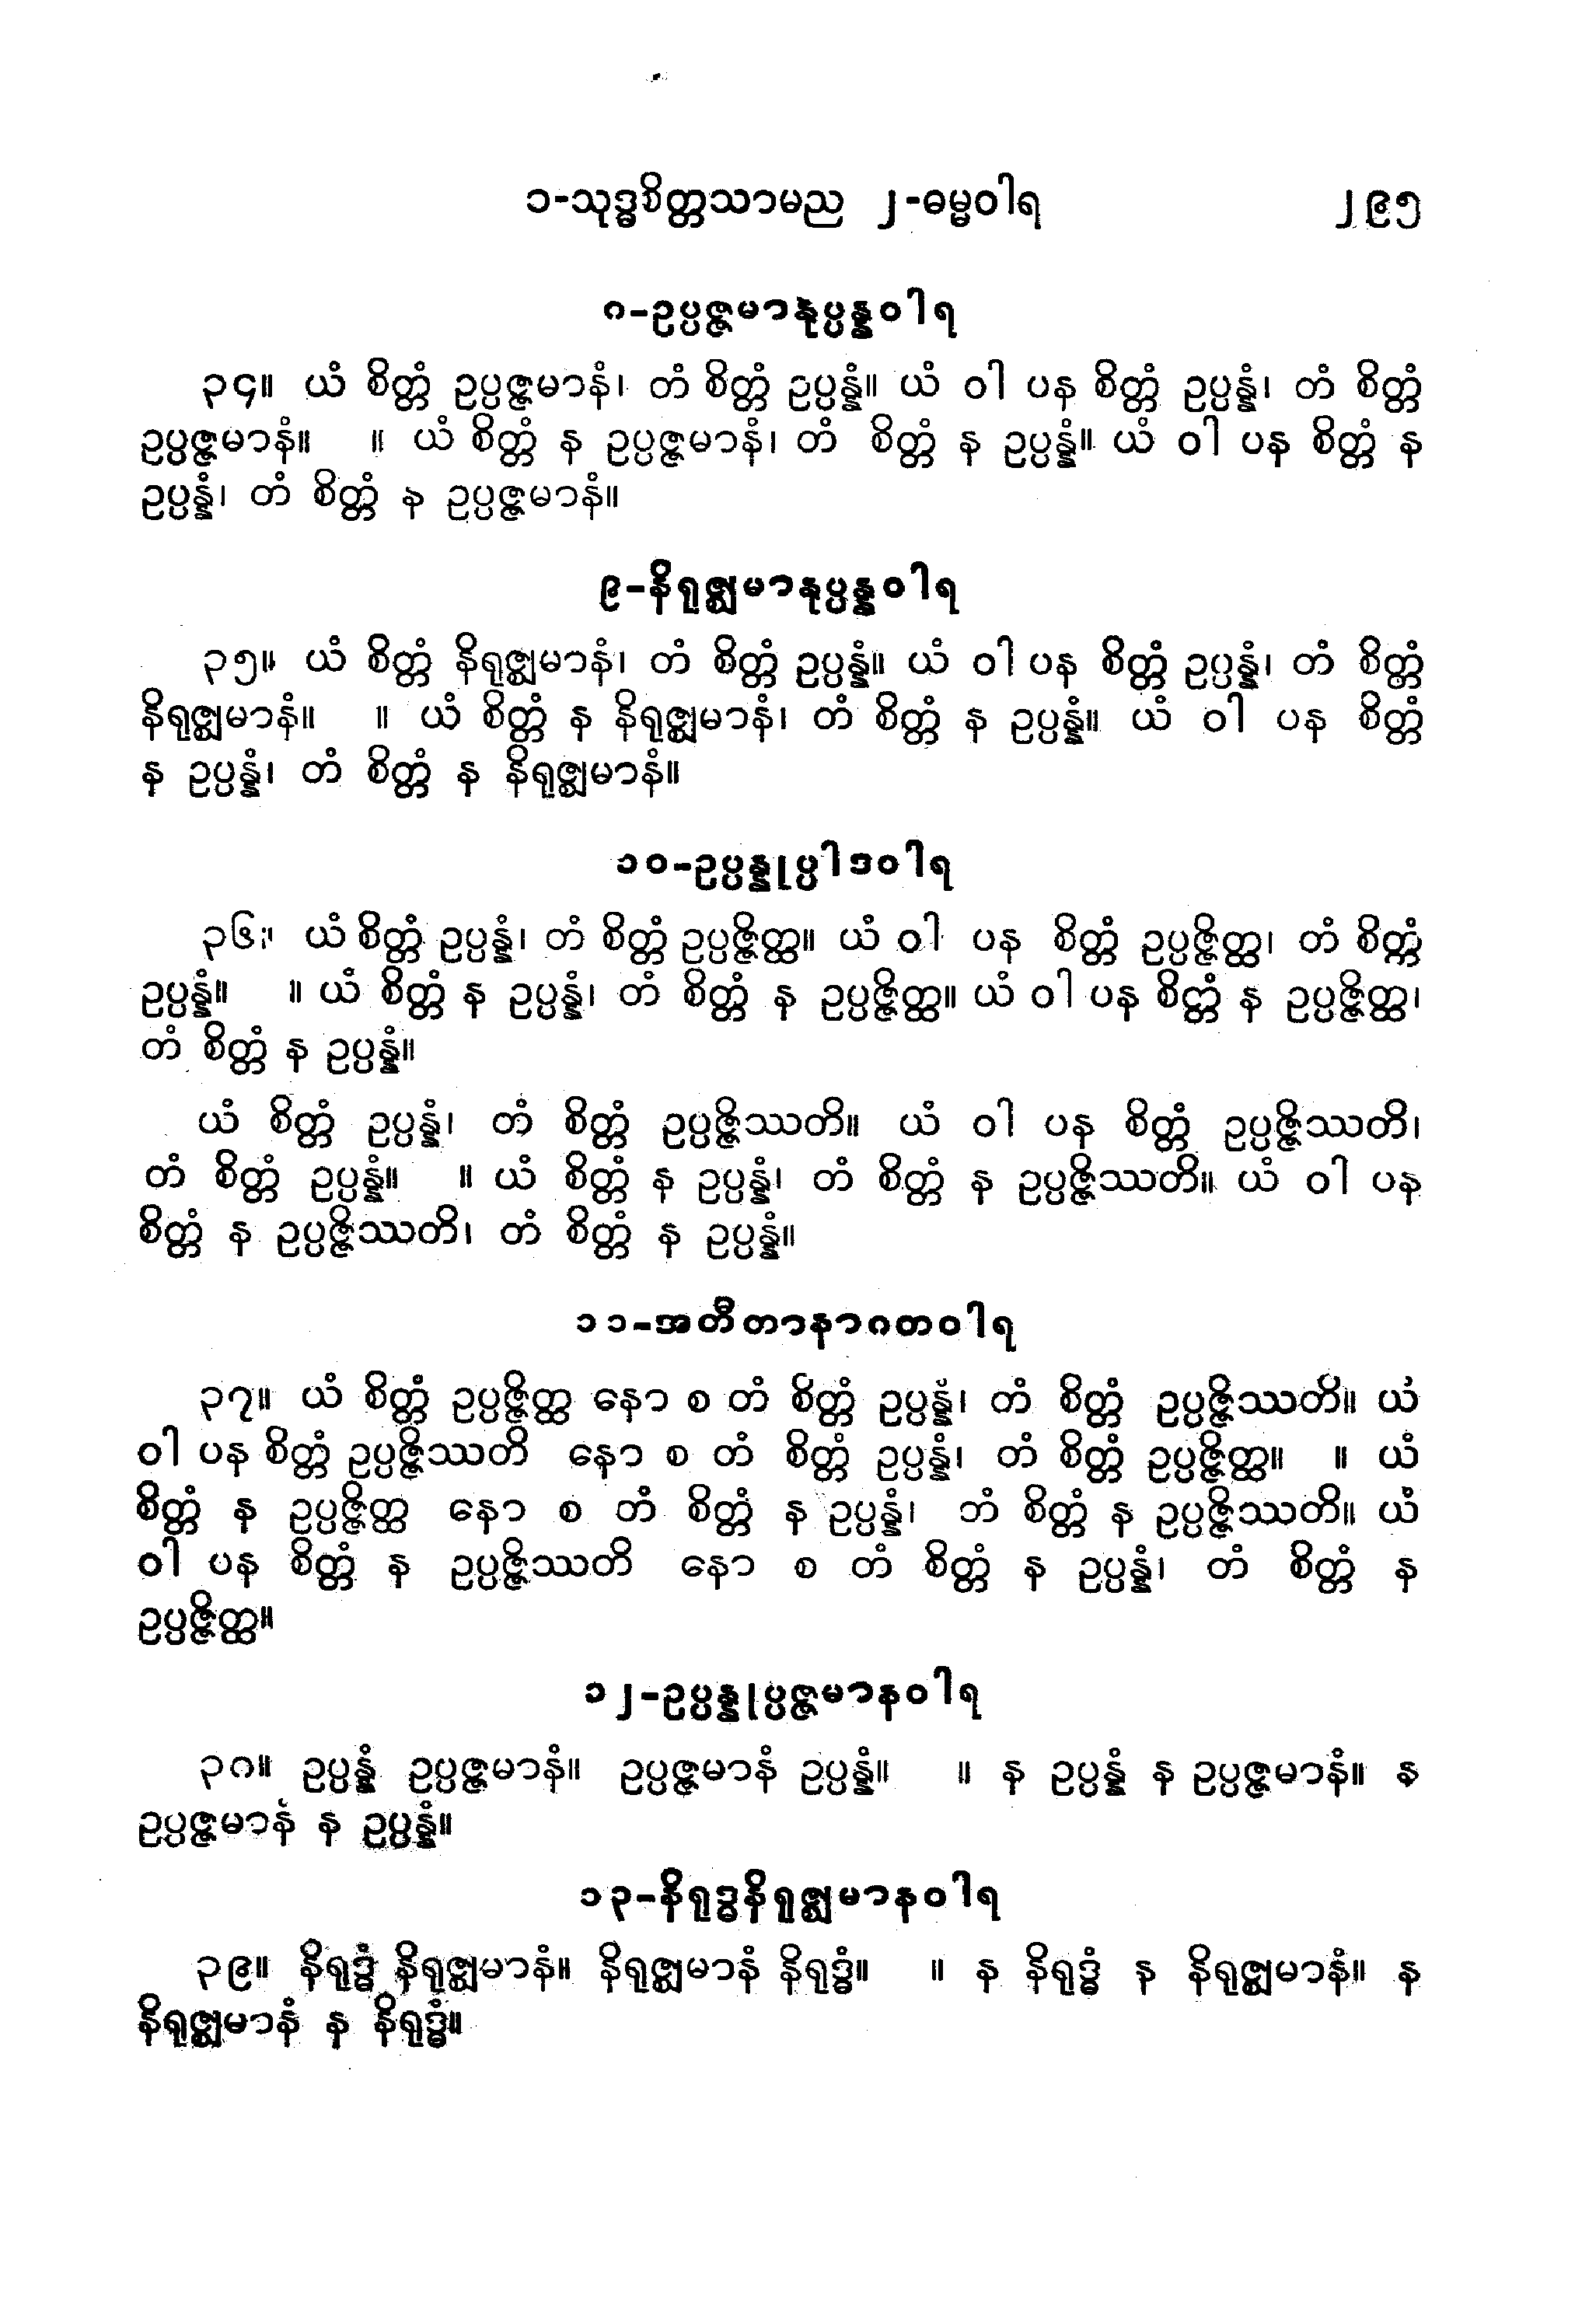 ၁-သုဒ္ဓစိတ္တသာမည ၂-ဓမ္မဝါရ ၂၉၅
၈-ဥပ္ပဇ္ဇမာနုပ္ပန္နဝါရ
၃၄။ ယံ စိတ္တံ ဥပ္ပဇ္ဇမာနံ၊ တံ စိတ္တံ ဥပ္ပန္နံ။ ယံ ဝါ ပန စိတ္တံ ဥပ္ပန္နံ၊ တံ စိတ္တံ
ဥပ္ပဇ္ဇမာနံ။ ။ ယံ စိတ္တံ န ဥပ္ပဇ္ဇမာနံ၊ တံ စိတ္တံ န ဥပ္ပန္နံ။ ယံ ဝါ ပန စိတ္တံ န
ဥပ္ပန္နံ၊ တံ စိတ္တံ န ဥပ္ပဇ္ဇမာနံ။
၉-နိရုဇ္ဈမာနုပ္ပန္နဝါရ
၃၅။ ယံ စိတ္တံ နိရုဇ္ဈမာနံ၊ တံ စိတ္တံ ဥပ္ပန္နံ။ ယံ ဝါ ပန စိတ္တံ ဥပ္ပန္နံ၊ တံ စိတ္တံ
နိရုဇ္ဈမာနံ။ ။ ယံ စိတ္တံ န နိရုဇ္ဈမာနံ၊ တံ စိတ္တံ န ဥပ္ပန္နံ။ ယံ ဝါ ပန စိတ္တံ
န ဥပ္ပန္နံ၊ တံ စိတ္တံ န နိရုဇ္ဈမာနံ။
၁၀-ဥပ္ပန္နုပ္ပါဒဝါရ
၃၆။ ယံ စိတ္တံ ဥပ္ပန္နံ၊ တံ စိတ္တံ ဥပ္ပဇ္ဇိတ္ထ။ ယံ ဝါ ပန စိတ္တံ ဥပ္ပဇ္ဇိတ္ထ၊ တံ စိတ္တံ
ဥပ္ပန္နံ။ ။ ယံ စိတ္တံ န ဥပ္ပန္နံ၊ တံ စိတ္တံ န ဥပ္ပဇ္ဇိတ္ထ။ ယံ ဝါ ပန စိတ္တံ န ဥပ္ပဇ္ဇိတ္ထ၊
တံ စိတ္တံ န ဥပ္ပန္နံ။
ယံ စိတ္တံ ဥပ္ပန္နံ၊ တံ စိတ္တံ ဥပ္ပဇ္ဇိဿတိ။ ယံ ဝါ ပန စိတ္တံ ဥပ္ပဇ္ဇိဿတိ၊
တံ စိတ္တံ ဥပ္ပန္နံ။ ။ ယံ စိတ္တံ န ဥပ္ပန္နံ၊ တံ စိတ္တံ န ဥပ္ပဇ္ဇိဿတိ။ ယံ ဝါ ပန
စိတ္တံ န ဥပ္ပဇ္ဇိဿတိ၊ တံ စိတ္တံ န ဥပ္ပန္နံ။
၁၁-အတီတာနာဂတဝါရ
၃၇။ ယံ စိတ္တံ ဥပ္ပဇ္ဇိတ္ထ နော စ တံ စိတ္တံ ဥပ္ပန္နံ၊ တံ စိတ္တံ ဥပ္ပဇ္ဇိဿတိ။ ယံ
ဝါ ပန စိတ္တံ ဥပ္ပဇ္ဇိဿတိ နော စ တံ စိတ္တံ ဥပ္ပန္နံ၊ တံ စိတ္တံ ဥပ္ပဇ္ဇိတ္ထ။ ။ ယံ
စိတ္တံ န ဥပ္ပဇ္ဇိတ္ထ နော စ တံ စိတ္တံ န ဥပ္ပန္နံ၊ တံ စိတ္တံ န ဥပ္ပဇ္ဇိဿတိ။ ယံ
ဝါ ပန စိတ္တံ န ဥပ္ပဇ္ဇိဿတိ နော စ တံ စိတ္တံ န ဥပ္ပန္နံ၊ တံ စိတ္တံ န
ဥပ္ပဇ္ဇိတ္ထ။
၁၂-ဥပ္ပန္နုပ္ပဇ္ဇမာနဝါရ
၃၈။ ဥပ္ပန္နံ ဥပ္ပဇ္ဇမာနံ။ ဥပ္ပဇ္ဇမာနံ ဥပ္ပန္နံ။ ။ န ဥပ္ပန္နံ န ဥပ္ပဇ္ဇမာနံ။ န
ဥပ္ပဇ္ဇမာနံ န ဥပ္ပန္နံ။
၁၃-နိရုဒ္ဓနိရုဇ္ဈမာနဝါရ
၃၉။ နိရုဒ္ဓံ နိရုဇ္ဈမာနံ။ နိရုဇ္ဈမာနံ နိရုဒ္ဓံ။ ။ န နိရုဒ္ဓံ န နိရုဇ္ဈမာနံ။ န
နိရုဇ္ဈမာနံ န နိရုဒ္ဓံ။